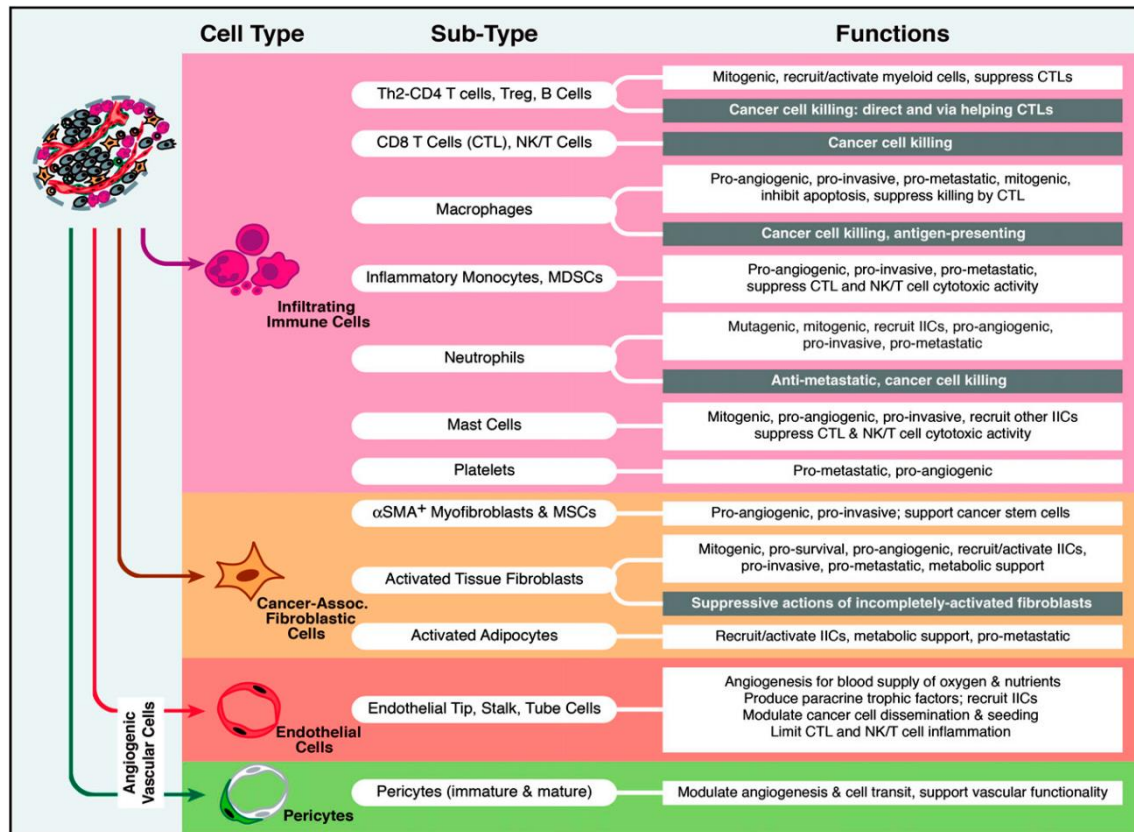 Cell Type
Sub-Type
Functions
Infiltrating
Immune Cells
Th2-CD4 T cells, Treg, B Cells
Mitogenic, recruit/activate myeloid cells, suppress CTLs
Cancer cell killing: direct and via helping CTLs
CD8 T Cells (CTL), NK/T Cells
Cancer cell killing
Macrophages
Pro-angiogenic, pro-invasive, pro-metastatic, mitogenic,
inhibit apoptosis, suppress killing by CTL
Cancer cell killing, antigen-presenting
Inflammatory Monocytes, MDSCs
Pro-angiogenic, pro-invasive, pro-metastatic,
suppress CTL and NK/T cell cytotoxic activity
Neutrophils
Mutagenic, mitogenic, recruit IICs, pro-angiogenic,
pro-invasive, pro-metastatic
Anti-metastatic, cancer cell killing
Mast Cells
Mitogenic, pro-angiogenic, pro-invasive, recruit other IICs
suppress CTL & NK/T cell cytotoxic activity
Platelets
Pro-metastatic, pro-angiogenic
Cancer-Assoc.
Fibroblastic
Cells
αSMA⁺ Myofibroblasts & MSCs
Pro-angiogenic, pro-invasive; support cancer stem cells
Activated Tissue Fibroblasts
Mitogenic, pro-survival, pro-angiogenic, recruit/activate IICs,
pro-invasive, pro-metastatic, metabolic support
Suppressive actions of incompletely-activated fibroblasts
Activated Adipocytes
Recruit/activate IICs, metabolic support, pro-metastatic
Angiogenic
Vascular Cells
Endothelial
Cells
Endothelial Tip, Stalk, Tube Cells
Angiogenesis for blood supply of oxygen & nutrients
Produce paracrine trophic factors; recruit IICs
Modulate cancer cell dissemination & seeding
Limit CTL and NK/T cell inflammation
Pericytes
Pericytes (immature & mature)
Modulate angiogenesis & cell transit, support vascular functionality